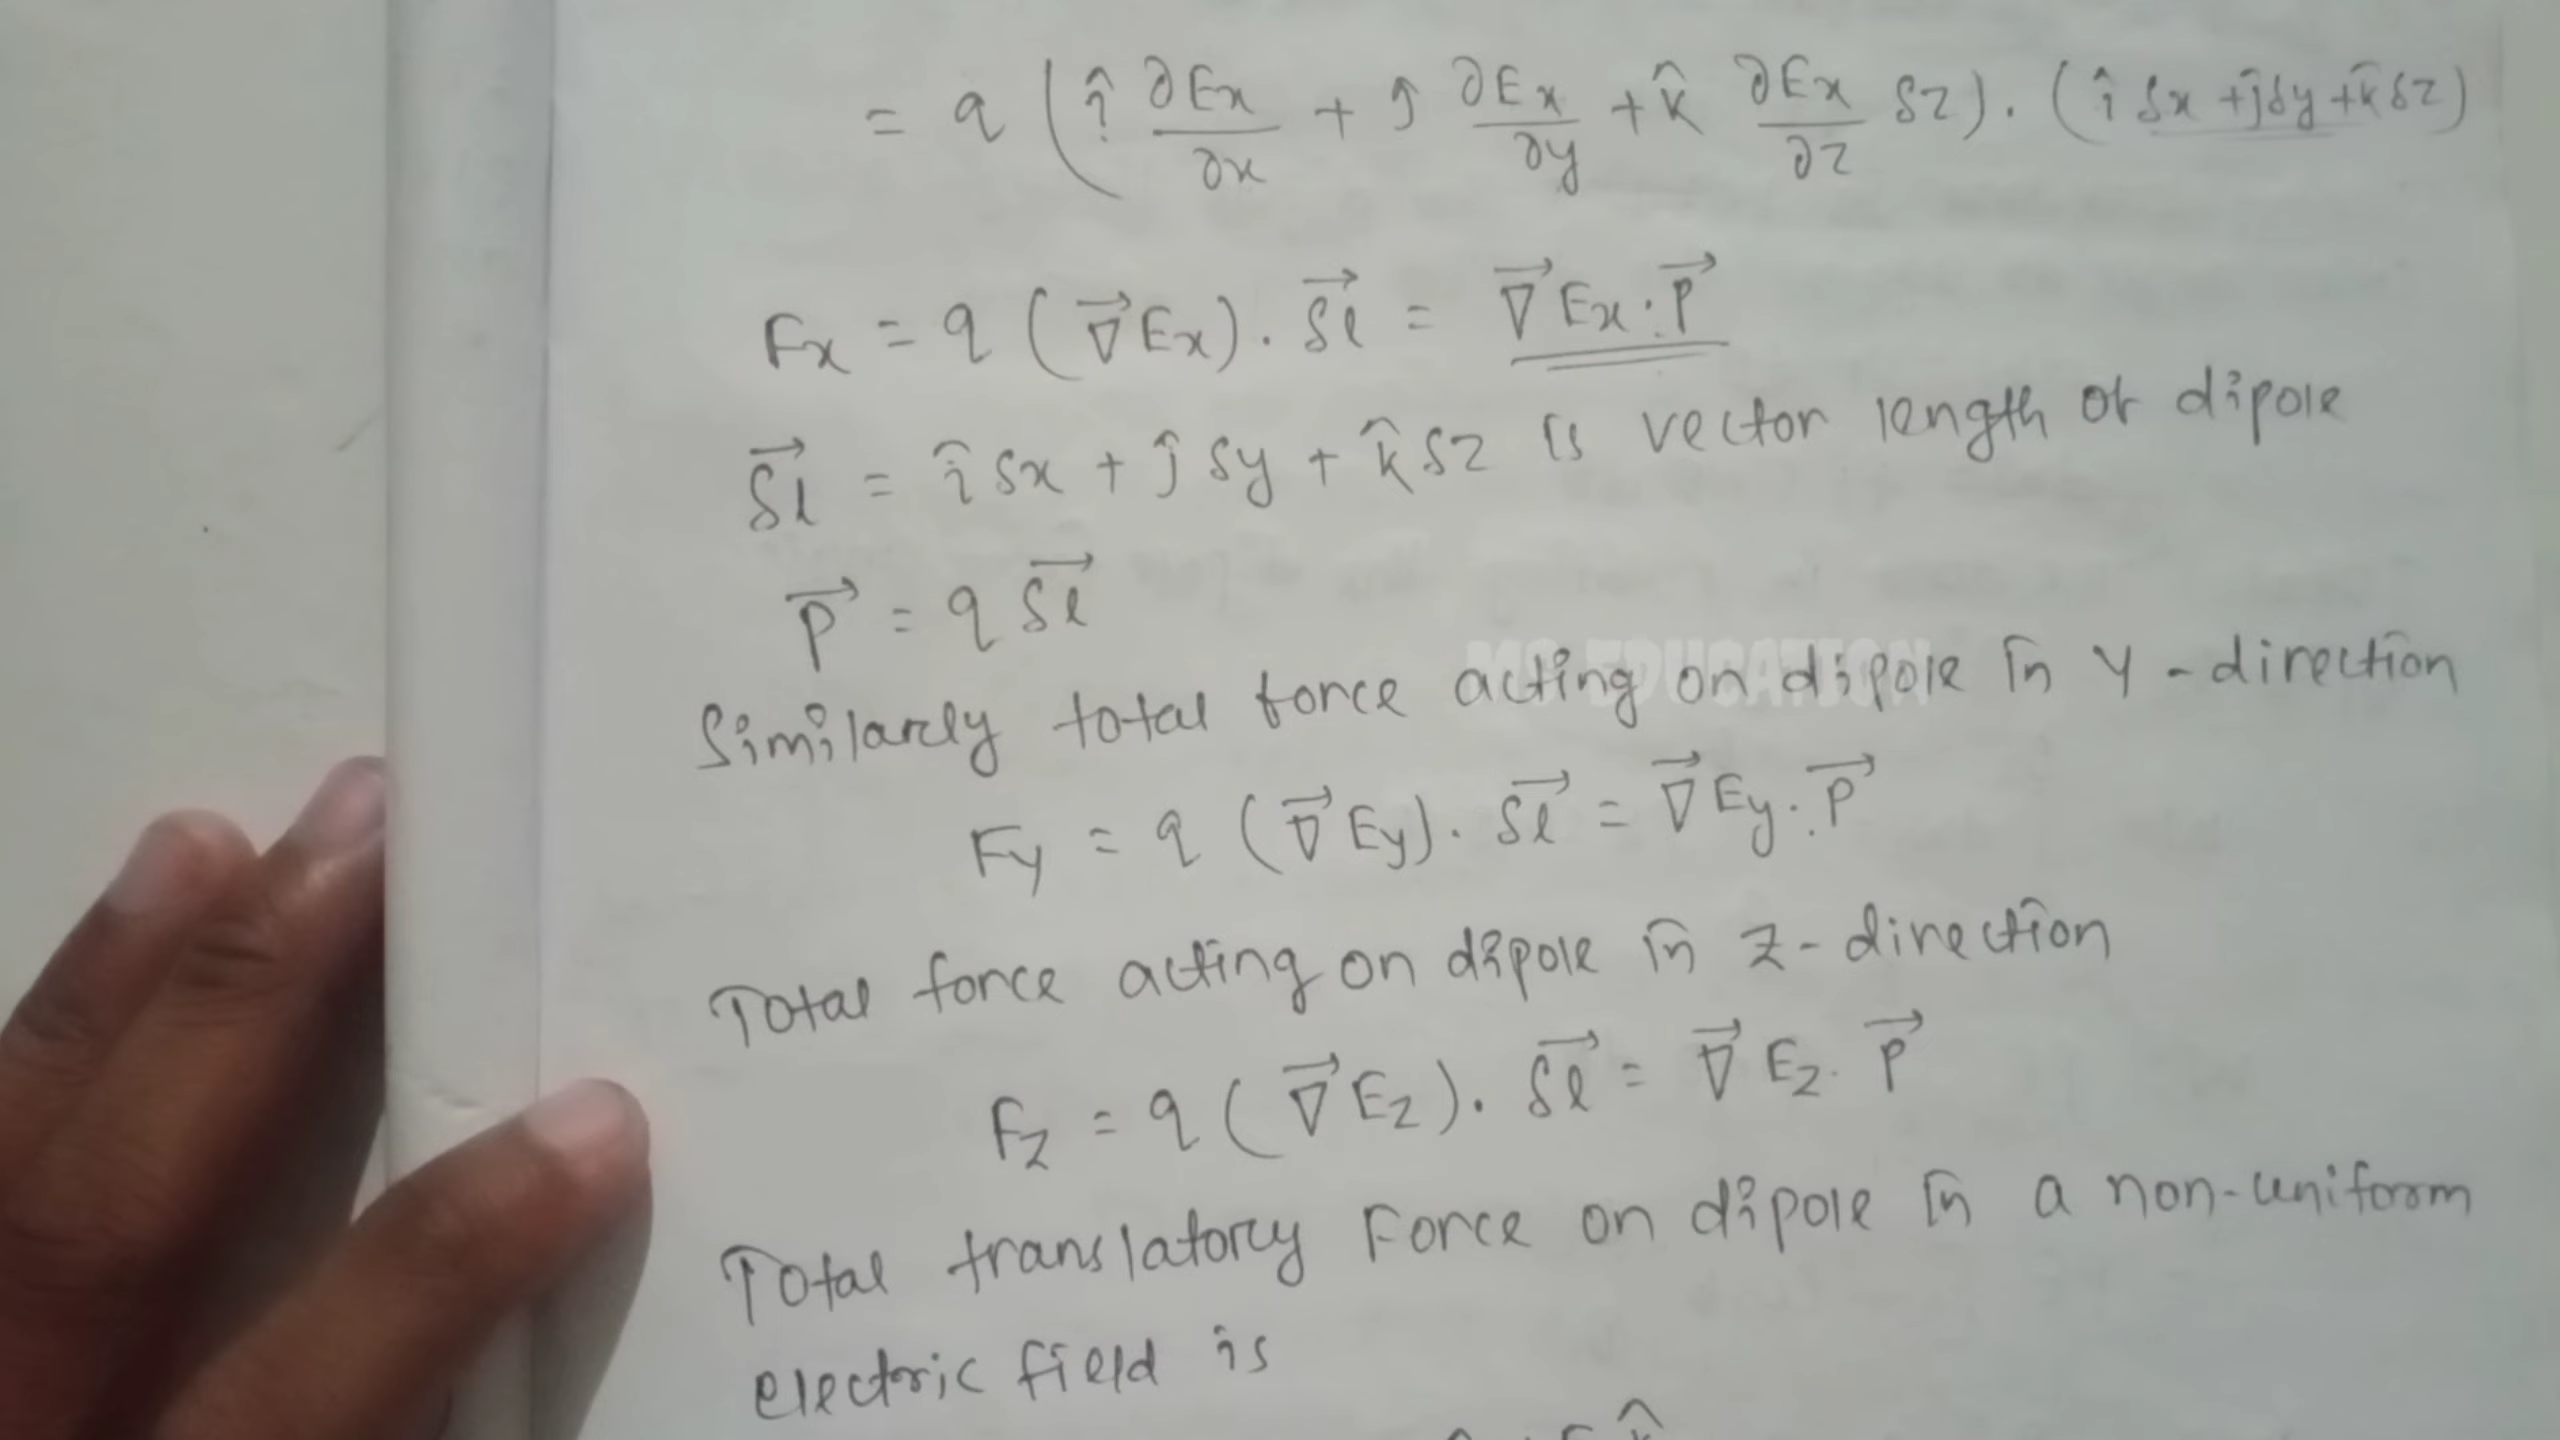 = q ( î ∂Ex/∂x + ĵ ∂Ex/∂y + k̂ ∂Ex/∂z δz ) . ( î δx + ĵ δy + k̂ δz )
Fx = q ( ∇⃗ Ex ) . δl⃗ = ∇⃗ Ex . P⃗
δl⃗ = î δx + ĵ δy + k̂ δz is vector length of dipole
P⃗ = q δl⃗
MS EDUCATION
Similarly total force acting on dipole in Y - direction
Fy = q ( ∇⃗ Ey ) . δl⃗ = ∇⃗ Ey . P⃗
Total force acting on dipole in Z - direction
Fz = q ( ∇⃗ Ez ) . δl⃗ = ∇⃗ Ez . P⃗
Total translatory Force on dipole in a non-uniform
electric field is